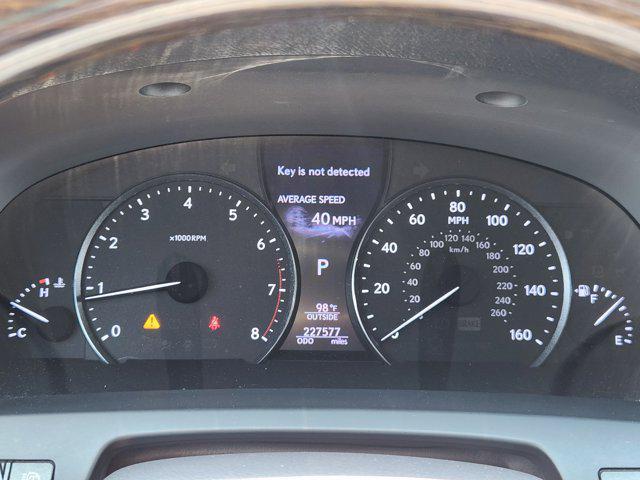 Key is not detected
AVERAGE SPEED
40 MPH
P
98 °F
OUTSIDE
227577
ODO miles
x1000RPM
0 1 2 3 4 5 6 7 8
H
C
MPH
km/h
20 40 60 80 100 120 140 160
20 40 60 80 100 120 140 160 180 200 220 240 260
F
E